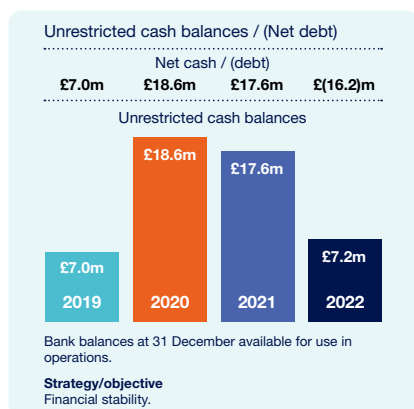 Unrestricted cash balances / (Net debt)
Net cash / (debt)
£7.0m £18.6m £17.6m £(16.2)m
Unrestricted cash balances
£18.6m
£17.6m
£7.2m
£7.0m
2019 2020 2021 2022
Bank balances at 31 December available for use in
operations.
Strategy/objective
Financial stability.